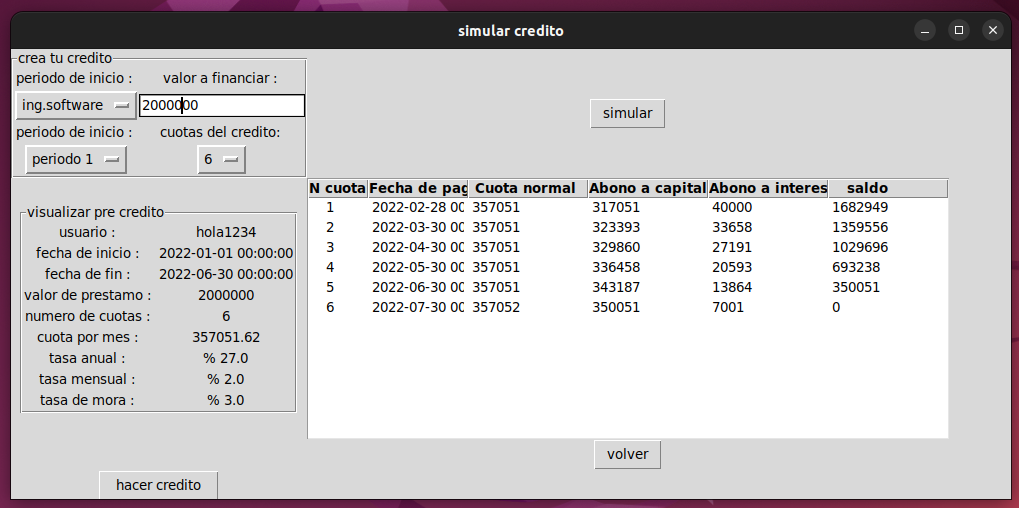 simular credito
crea tu credito
periodo de inicio : valor a financiar :
ing.software 2000000
periodo de inicio : cuotas del credito:
periodo 1 6
simular
N cuota Fecha de pag Cuota normal Abono a capital Abono a interes saldo
1 2022-02-28 00 357051 317051 40000 1682949
2 2022-03-30 00 357051 323393 33658 1359556
3 2022-04-30 00 357051 329860 27191 1029696
4 2022-05-30 00 357051 336458 20593 693238
5 2022-06-30 00 357051 343187 13864 350051
6 2022-07-30 00 357052 350051 7001 0
visualizar pre credito
usuario : hola1234
fecha de inicio : 2022-01-01 00:00:00
fecha de fin : 2022-06-30 00:00:00
valor de prestamo : 2000000
numero de cuotas : 6
cuota por mes : 357051.62
tasa anual : % 27.0
tasa mensual : % 2.0
tasa de mora : % 3.0
volver
hacer credito